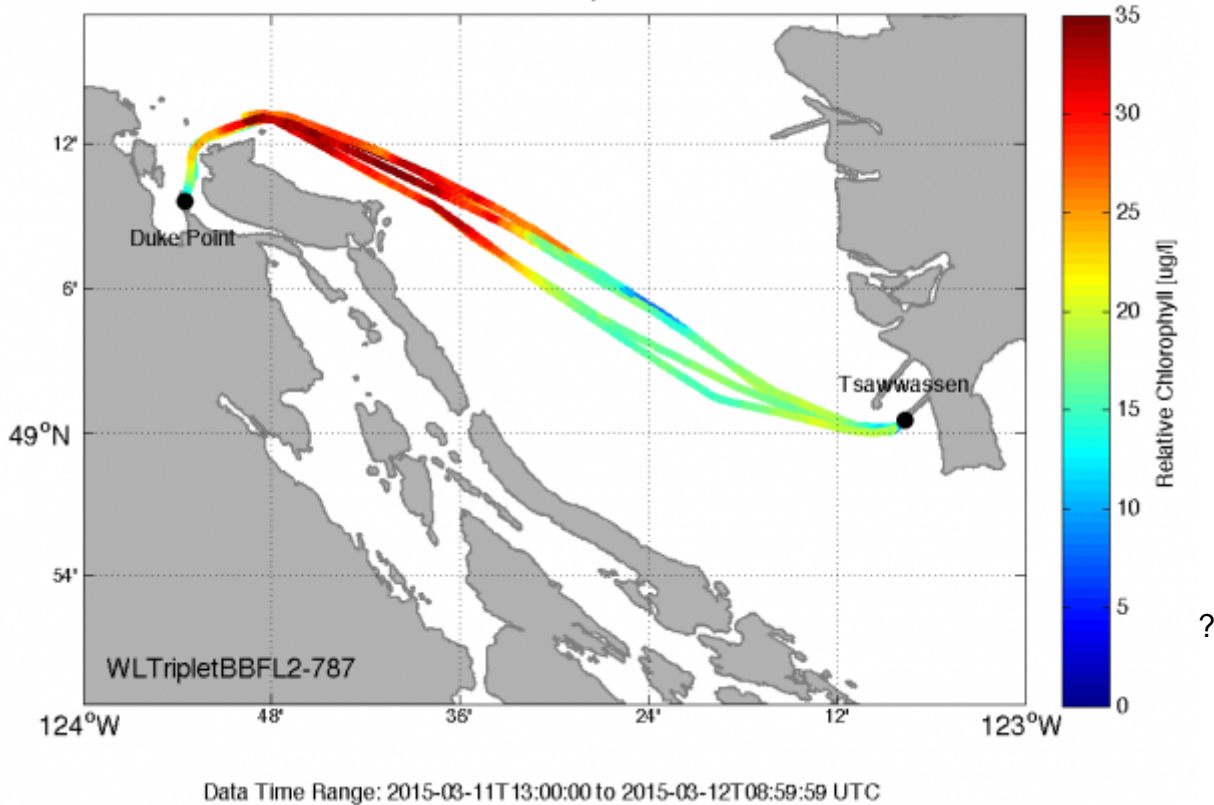 35
30
25
20
15
10
5
0
Relative Chlorophyll [ug/l]
12'
6'
49°N
54'
124°W
48'
36'
24'
12'
123°W
Duke Point
Tsawwassen
WLTripletBBFL2-787
?
Data Time Range: 2015-03-11T13:00:00 to 2015-03-12T08:59:59 UTC